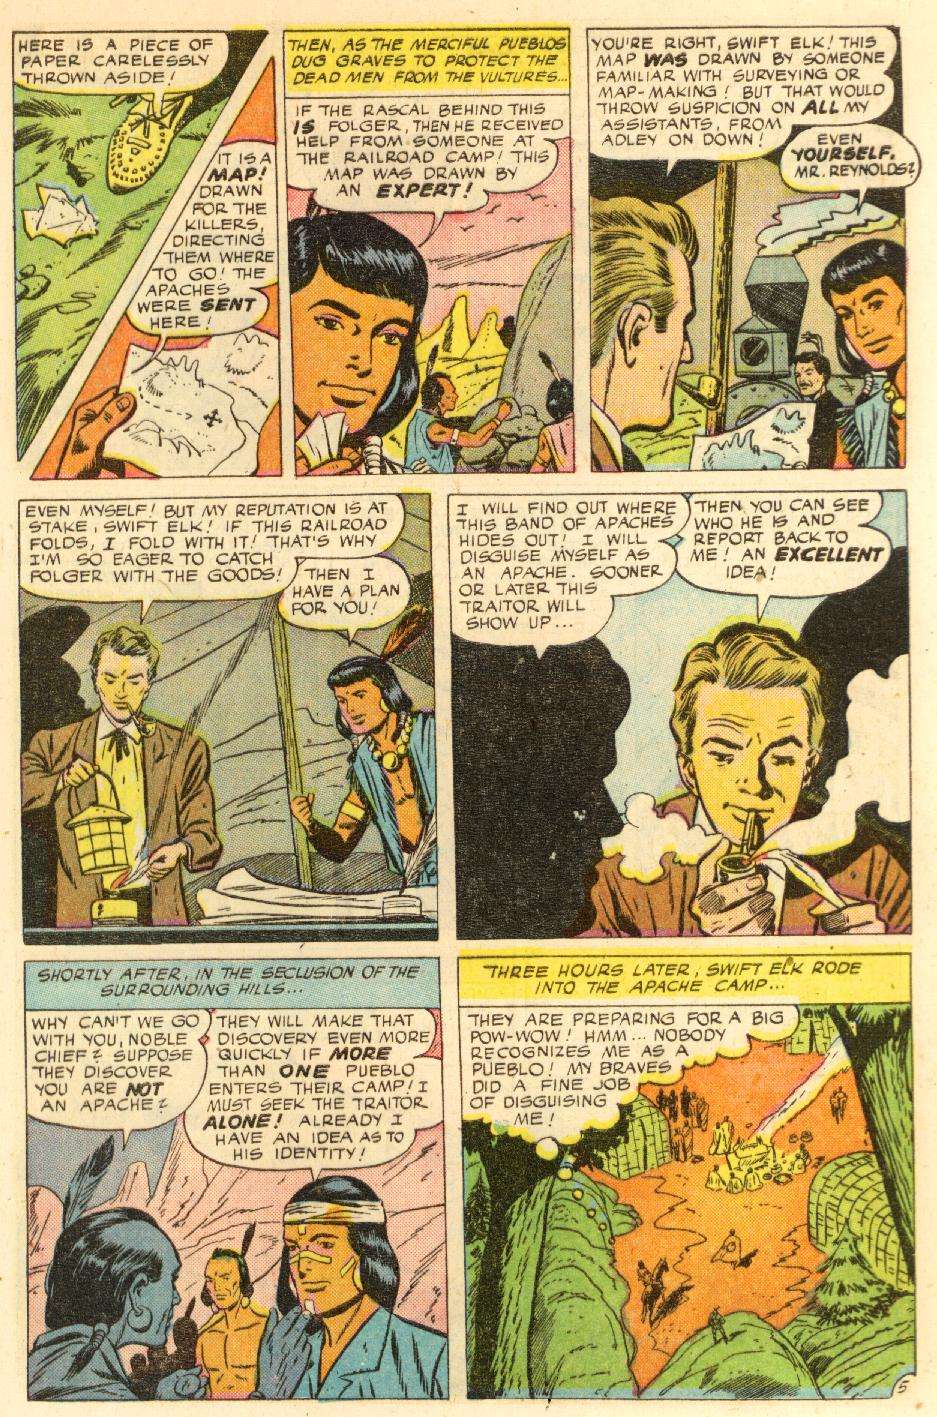 HERE IS A PIECE OF
PAPER CARELESSLY
THROWN ASIDE!
IT IS A
MAP!
DRAWN
FOR THE
KILLERS,
DIRECTING
THEM WHERE
TO GO! THE
APACHES
WERE SENT
HERE!
THEN, AS THE MERCIFUL PUEBLOS
DUG GRAVES TO PROTECT THE
DEAD MEN FROM THE VULTURES...
IF THE RASCAL BEHIND THIS
IS FOLGER, THEN HE RECEIVED
HELP FROM SOMEONE AT
THE RAILROAD CAMP! THIS
MAP WAS DRAWN BY
AN EXPERT!
YOU'RE RIGHT, SWIFT ELK! THIS
MAP WAS DRAWN BY SOMEONE
FAMILIAR WITH SURVEYING OR
MAP-MAKING! BUT THAT WOULD
THROW SUSPICION ON ALL MY
ASSISTANTS, FROM
ADLEY ON DOWN!
EVEN
YOURSELF,
MR. REYNOLDS?
EVEN MYSELF! BUT MY REPUTATION IS AT
STAKE, SWIFT ELK! IF THIS RAILROAD
FOLDS, I FOLD WITH IT! THAT'S WHY
I'M SO EAGER TO CATCH
FOLGER WITH THE GOODS!
THEN I
HAVE A PLAN
FOR YOU!
I WILL FIND OUT WHERE
THIS BAND OF APACHES
HIDES OUT! I WILL
DISGUISE MYSELF AS
AN APACHE. SOONER
OR LATER THIS
TRAITOR WILL
SHOW UP...
THEN YOU CAN SEE
WHO HE IS AND
REPORT BACK TO
ME! AN EXCELLENT
IDEA!
SHORTLY AFTER, IN THE SECLUSION OF THE
SURROUNDING HILLS...
WHY CAN'T WE GO
WITH YOU, NOBLE
CHIEF? SUPPOSE
THEY DISCOVER
YOU ARE NOT
AN APACHE?
THEY WILL MAKE THAT
DISCOVERY EVEN MORE
QUICKLY IF MORE
THAN ONE PUEBLO
ENTERS THEIR CAMP! I
MUST SEEK THE TRAITOR
ALONE! ALREADY I
HAVE AN IDEA AS TO
HIS IDENTITY!
THREE HOURS LATER, SWIFT ELK RODE
INTO THE APACHE CAMP...
THEY ARE PREPARING FOR A BIG
POW-WOW! HMM... NOBODY
RECOGNIZES ME AS A
PUEBLO! MY BRAVES
DID A FINE JOB
OF DISGUISING
ME!
5